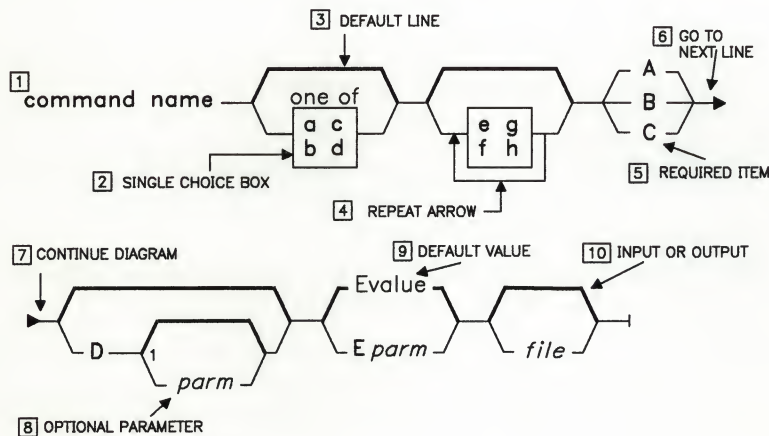 3 DEFAULT LINE
6 GO TO
NEXT LINE
1
command name
one of
a c
b d
e g
f h
A
B
C
2 SINGLE CHOICE BOX
4 REPEAT ARROW
5 REQUIRED ITEM
7 CONTINUE DIAGRAM
9 DEFAULT VALUE
10 INPUT OR OUTPUT
Evalue
D
1
parm
E parm
file
8 OPTIONAL PARAMETER